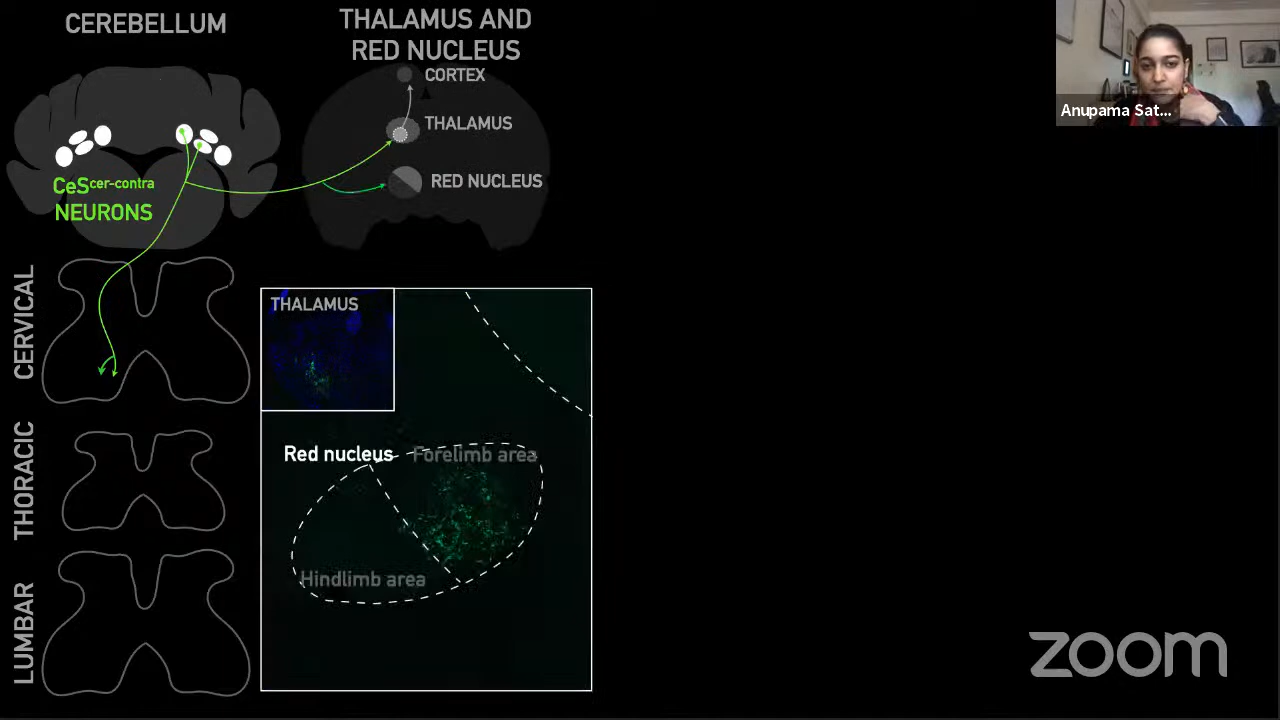 CEREBELLUM
THALAMUS AND
RED NUCLEUS
CORTEX
THALAMUS
RED NUCLEUS
CeScer-contra
NEURONS
CERVICAL
THORACIC
LUMBAR
THALAMUS
Red nucleus
Forelimb area
Hindlimb area
Anupama Sat...
zoom